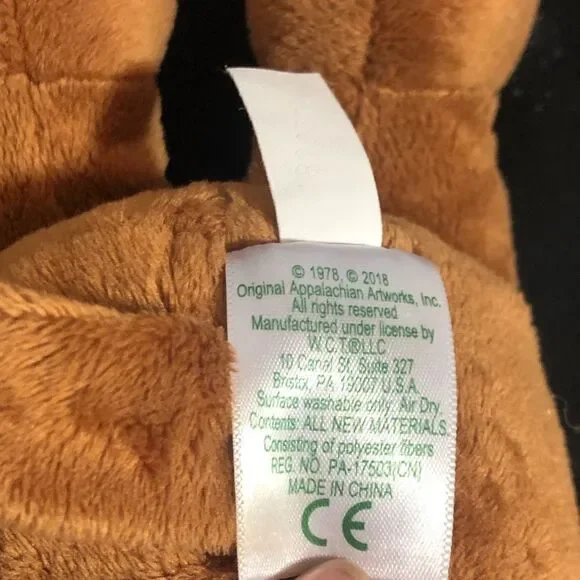 © 1978, © 2018
Original Appalachian Artworks, Inc.
All rights reserved
Manufactured under license by
W.C.T®LLC
10 Canal St, Suite 327
Bristol, PA 19007 U.S.A.
Surface washable only. Air Dry.
Contents: ALL NEW MATERIALS
Consisting of polyester fibers
REG. NO. PA-17503(CN)
MADE IN CHINA
CE